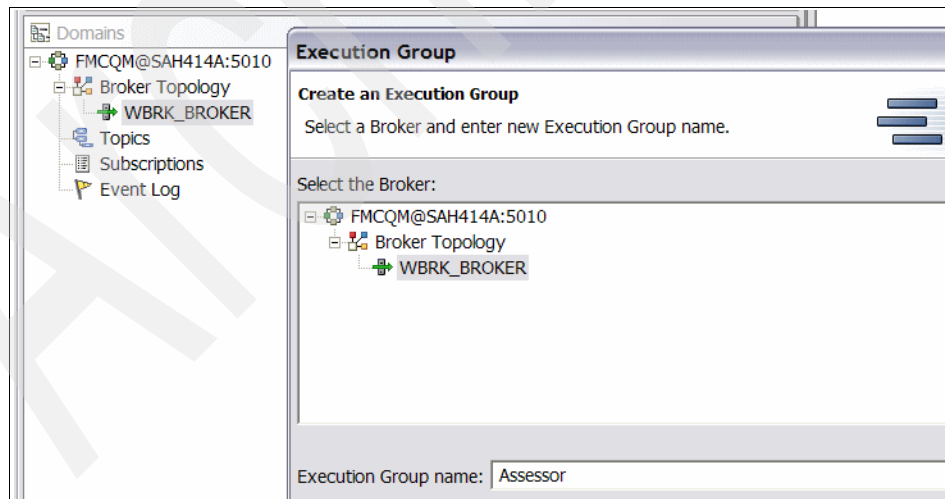 Domains
FMCQM@SAH414A:5010
Broker Topology
WBRK_BROKER
Topics
Subscriptions
Event Log
Execution Group
Create an Execution Group
Select a Broker and enter new Execution Group name.
Select the Broker:
FMCQM@SAH414A:5010
Broker Topology
WBRK_BROKER
Execution Group name: Assessor